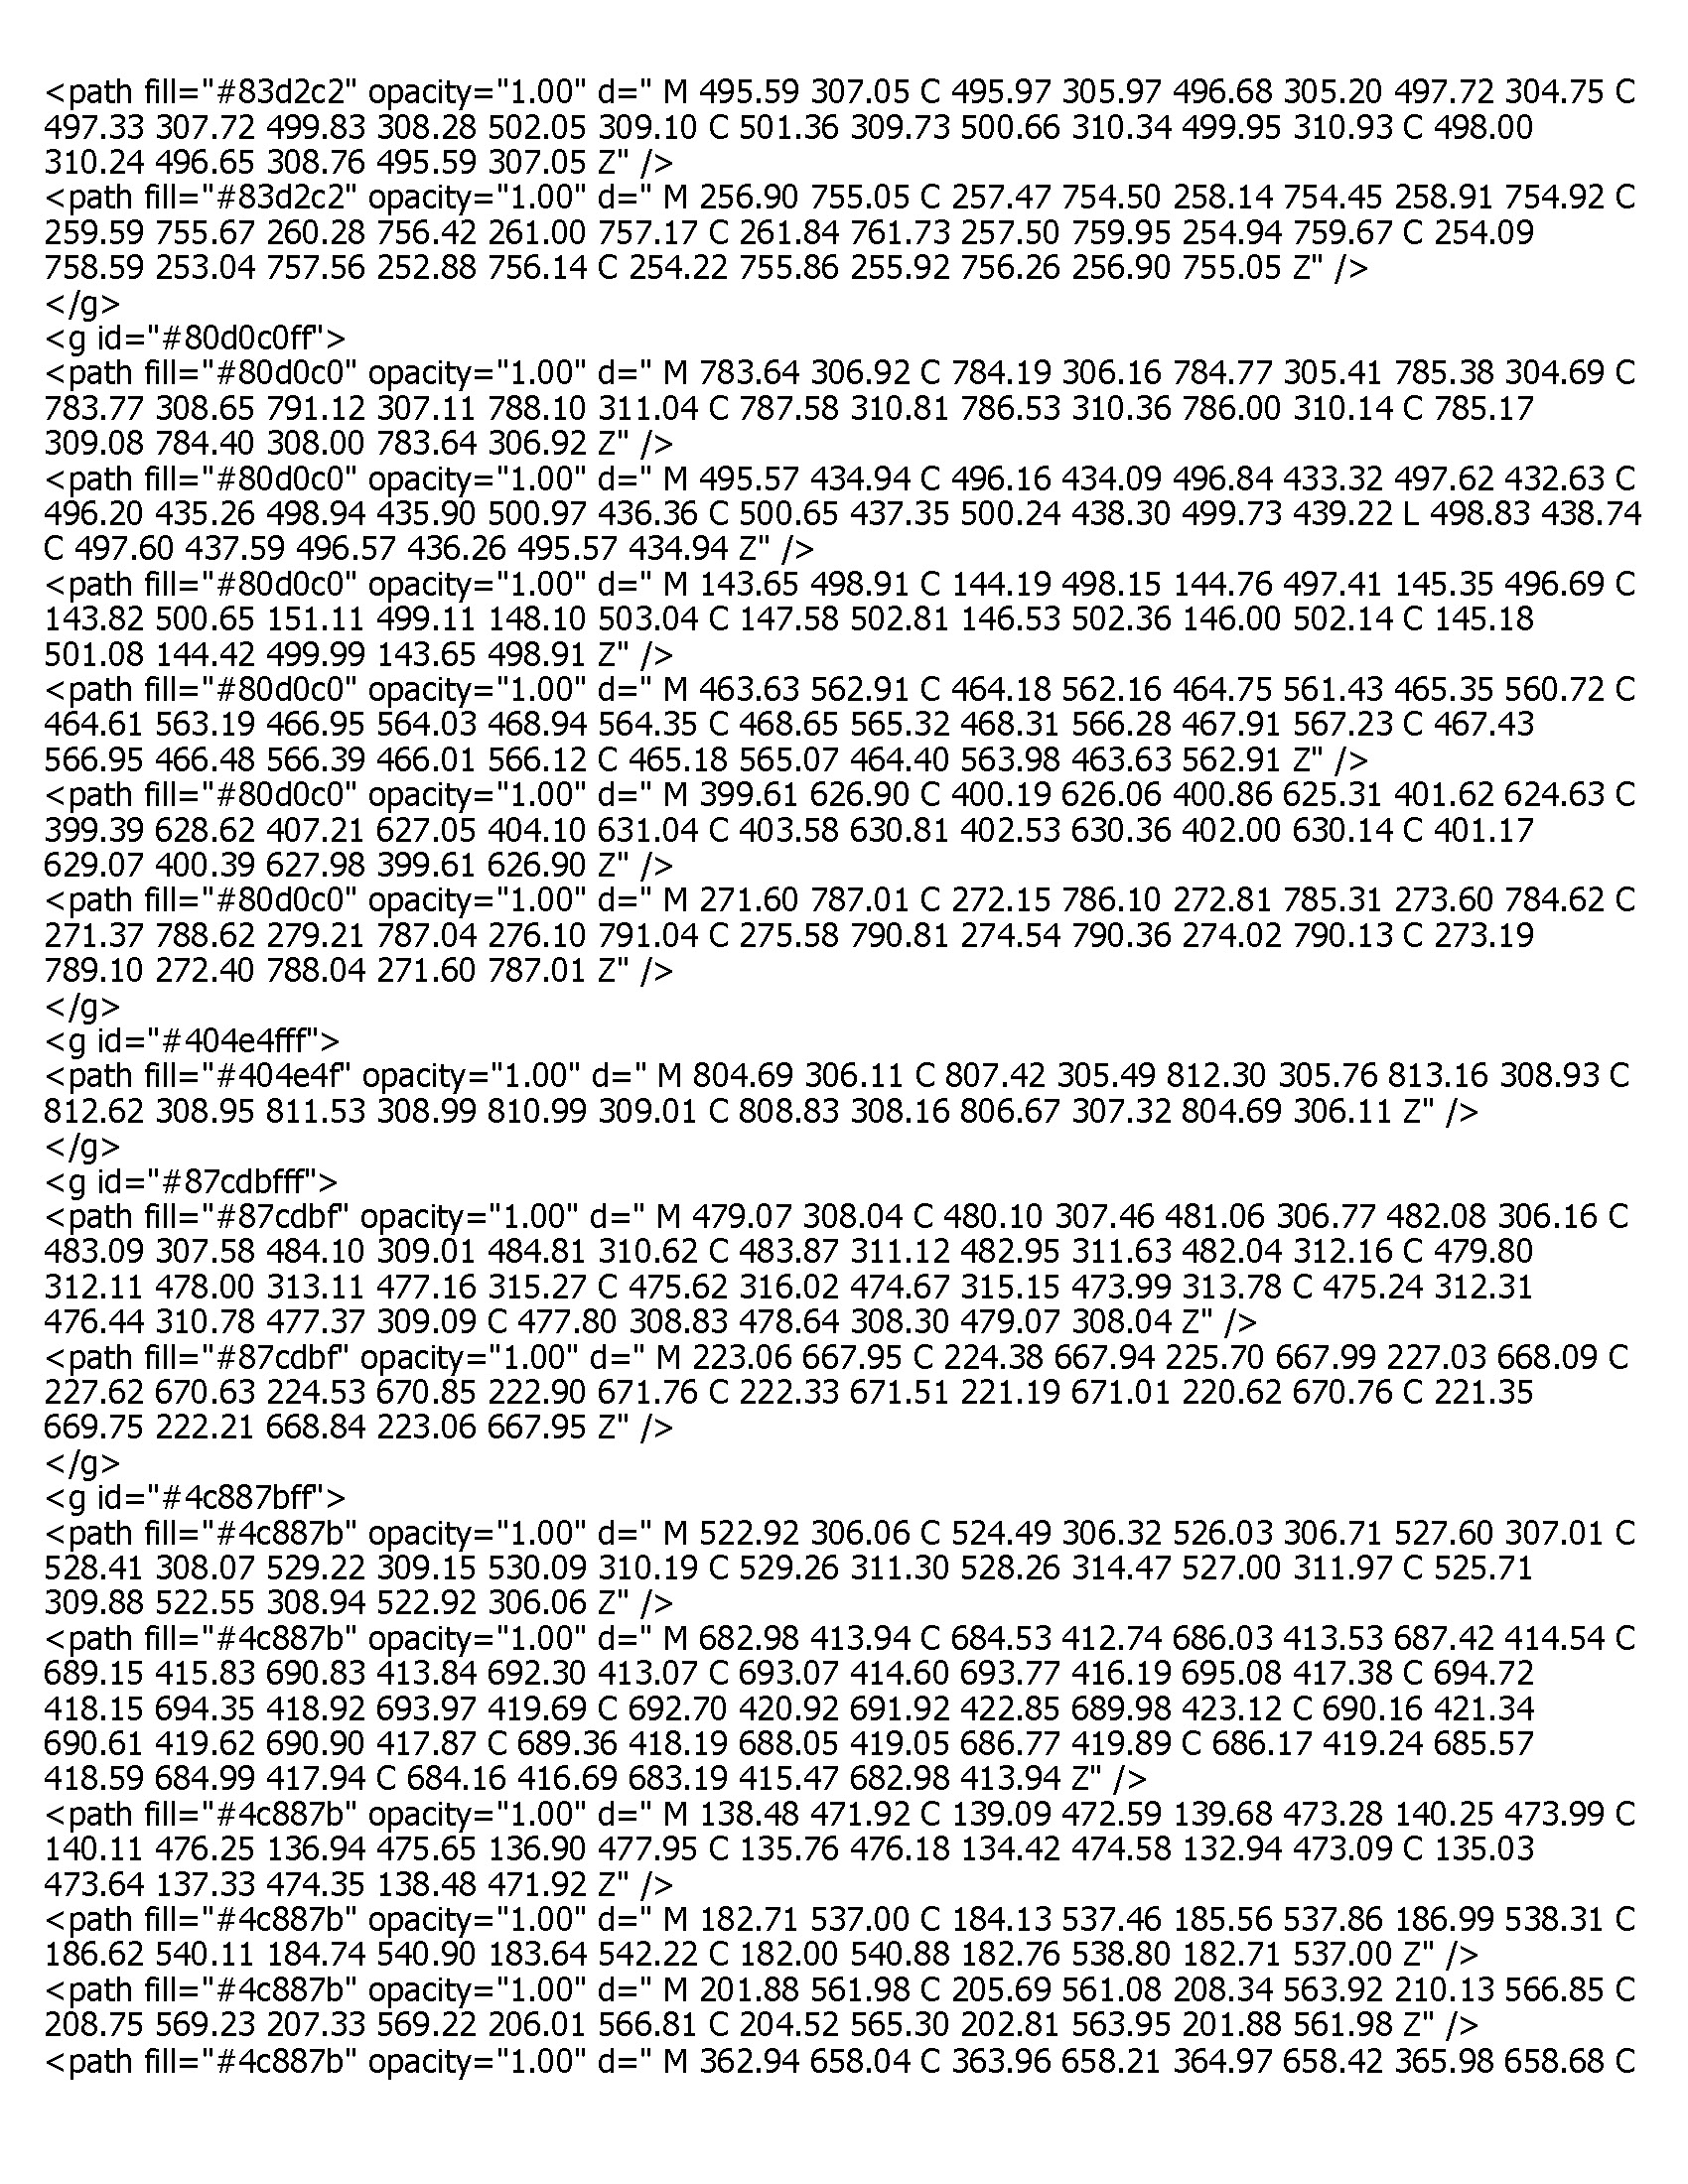 <path fill="#83d2c2" opacity="1.00" d=" M 495.59 307.05 C 495.97 305.97 496.68 305.20 497.72 304.75 C
497.33 307.72 499.83 308.28 502.05 309.10 C 501.36 309.73 500.66 310.34 499.95 310.93 C 498.00
310.24 496.65 308.76 495.59 307.05 Z" />
<path fill="#83d2c2" opacity="1.00" d=" M 256.90 755.05 C 257.47 754.50 258.14 754.45 258.91 754.92 C
259.59 755.67 260.28 756.42 261.00 757.17 C 261.84 761.73 257.50 759.95 254.94 759.67 C 254.09
758.59 253.04 757.56 252.88 756.14 C 254.22 755.86 255.92 756.26 256.90 755.05 Z" />
</g>
<g id="#80d0c0ff">
<path fill="#80d0c0" opacity="1.00" d=" M 783.64 306.92 C 784.19 306.16 784.77 305.41 785.38 304.69 C
783.77 308.65 791.12 307.11 788.10 311.04 C 787.58 310.81 786.53 310.36 786.00 310.14 C 785.17
309.08 784.40 308.00 783.64 306.92 Z" />
<path fill="#80d0c0" opacity="1.00" d=" M 495.57 434.94 C 496.16 434.09 496.84 433.32 497.62 432.63 C
496.20 435.26 498.94 435.90 500.97 436.36 C 500.65 437.35 500.24 438.30 499.73 439.22 L 498.83 438.74
C 497.60 437.59 496.57 436.26 495.57 434.94 Z" />
<path fill="#80d0c0" opacity="1.00" d=" M 143.65 498.91 C 144.19 498.15 144.76 497.41 145.35 496.69 C
143.82 500.65 151.11 499.11 148.10 503.04 C 147.58 502.81 146.53 502.36 146.00 502.14 C 145.18
501.08 144.42 499.99 143.65 498.91 Z" />
<path fill="#80d0c0" opacity="1.00" d=" M 463.63 562.91 C 464.18 562.16 464.75 561.43 465.35 560.72 C
464.61 563.19 466.95 564.03 468.94 564.35 C 468.65 565.32 468.31 566.28 467.91 567.23 C 467.43
566.95 466.48 566.39 466.01 566.12 C 465.18 565.07 464.40 563.98 463.63 562.91 Z" />
<path fill="#80d0c0" opacity="1.00" d=" M 399.61 626.90 C 400.19 626.06 400.86 625.31 401.62 624.63 C
399.39 628.62 407.21 627.05 404.10 631.04 C 403.58 630.81 402.53 630.36 402.00 630.14 C 401.17
629.07 400.39 627.98 399.61 626.90 Z" />
<path fill="#80d0c0" opacity="1.00" d=" M 271.60 787.01 C 272.15 786.10 272.81 785.31 273.60 784.62 C
271.37 788.62 279.21 787.04 276.10 791.04 C 275.58 790.81 274.54 790.36 274.02 790.13 C 273.19
789.10 272.40 788.04 271.60 787.01 Z" />
</g>
<g id="#404e4fff">
<path fill="#404e4f" opacity="1.00" d=" M 804.69 306.11 C 807.42 305.49 812.30 305.76 813.16 308.93 C
812.62 308.95 811.53 308.99 810.99 309.01 C 808.83 308.16 806.67 307.32 804.69 306.11 Z" />
</g>
<g id="#87cdbfff">
<path fill="#87cdbf" opacity="1.00" d=" M 479.07 308.04 C 480.10 307.46 481.06 306.77 482.08 306.16 C
483.09 307.58 484.10 309.01 484.81 310.62 C 483.87 311.12 482.95 311.63 482.04 312.16 C 479.80
312.11 478.00 313.11 477.16 315.27 C 475.62 316.02 474.67 315.15 473.99 313.78 C 475.24 312.31
476.44 310.78 477.37 309.09 C 477.80 308.83 478.64 308.30 479.07 308.04 Z" />
<path fill="#87cdbf" opacity="1.00" d=" M 223.06 667.95 C 224.38 667.94 225.70 667.99 227.03 668.09 C
227.62 670.63 224.53 670.85 222.90 671.76 C 222.33 671.51 221.19 671.01 220.62 670.76 C 221.35
669.75 222.21 668.84 223.06 667.95 Z" />
</g>
<g id="#4c887bff">
<path fill="#4c887b" opacity="1.00" d=" M 522.92 306.06 C 524.49 306.32 526.03 306.71 527.60 307.01 C
528.41 308.07 529.22 309.15 530.09 310.19 C 529.26 311.30 528.26 314.47 527.00 311.97 C 525.71
309.88 522.55 308.94 522.92 306.06 Z" />
<path fill="#4c887b" opacity="1.00" d=" M 682.98 413.94 C 684.53 412.74 686.03 413.53 687.42 414.54 C
689.15 415.83 690.83 413.84 692.30 413.07 C 693.07 414.60 693.77 416.19 695.08 417.38 C 694.72
418.15 694.35 418.92 693.97 419.69 C 692.70 420.92 691.92 422.85 689.98 423.12 C 690.16 421.34
690.61 419.62 690.90 417.87 C 689.36 418.19 688.05 419.05 686.77 419.89 C 686.17 419.24 685.57
418.59 684.99 417.94 C 684.16 416.69 683.19 415.47 682.98 413.94 Z" />
<path fill="#4c887b" opacity="1.00" d=" M 138.48 471.92 C 139.09 472.59 139.68 473.28 140.25 473.99 C
140.11 476.25 136.94 475.65 136.90 477.95 C 135.76 476.18 134.42 474.58 132.94 473.09 C 135.03
473.64 137.33 474.35 138.48 471.92 Z" />
<path fill="#4c887b" opacity="1.00" d=" M 182.71 537.00 C 184.13 537.46 185.56 537.86 186.99 538.31 C
186.62 540.11 184.74 540.90 183.64 542.22 C 182.00 540.88 182.76 538.80 182.71 537.00 Z" />
<path fill="#4c887b" opacity="1.00" d=" M 201.88 561.98 C 205.69 561.08 208.34 563.92 210.13 566.85 C
208.75 569.23 207.33 569.22 206.01 566.81 C 204.52 565.30 202.81 563.95 201.88 561.98 Z" />
<path fill="#4c887b" opacity="1.00" d=" M 362.94 658.04 C 363.96 658.21 364.97 658.42 365.98 658.68 C